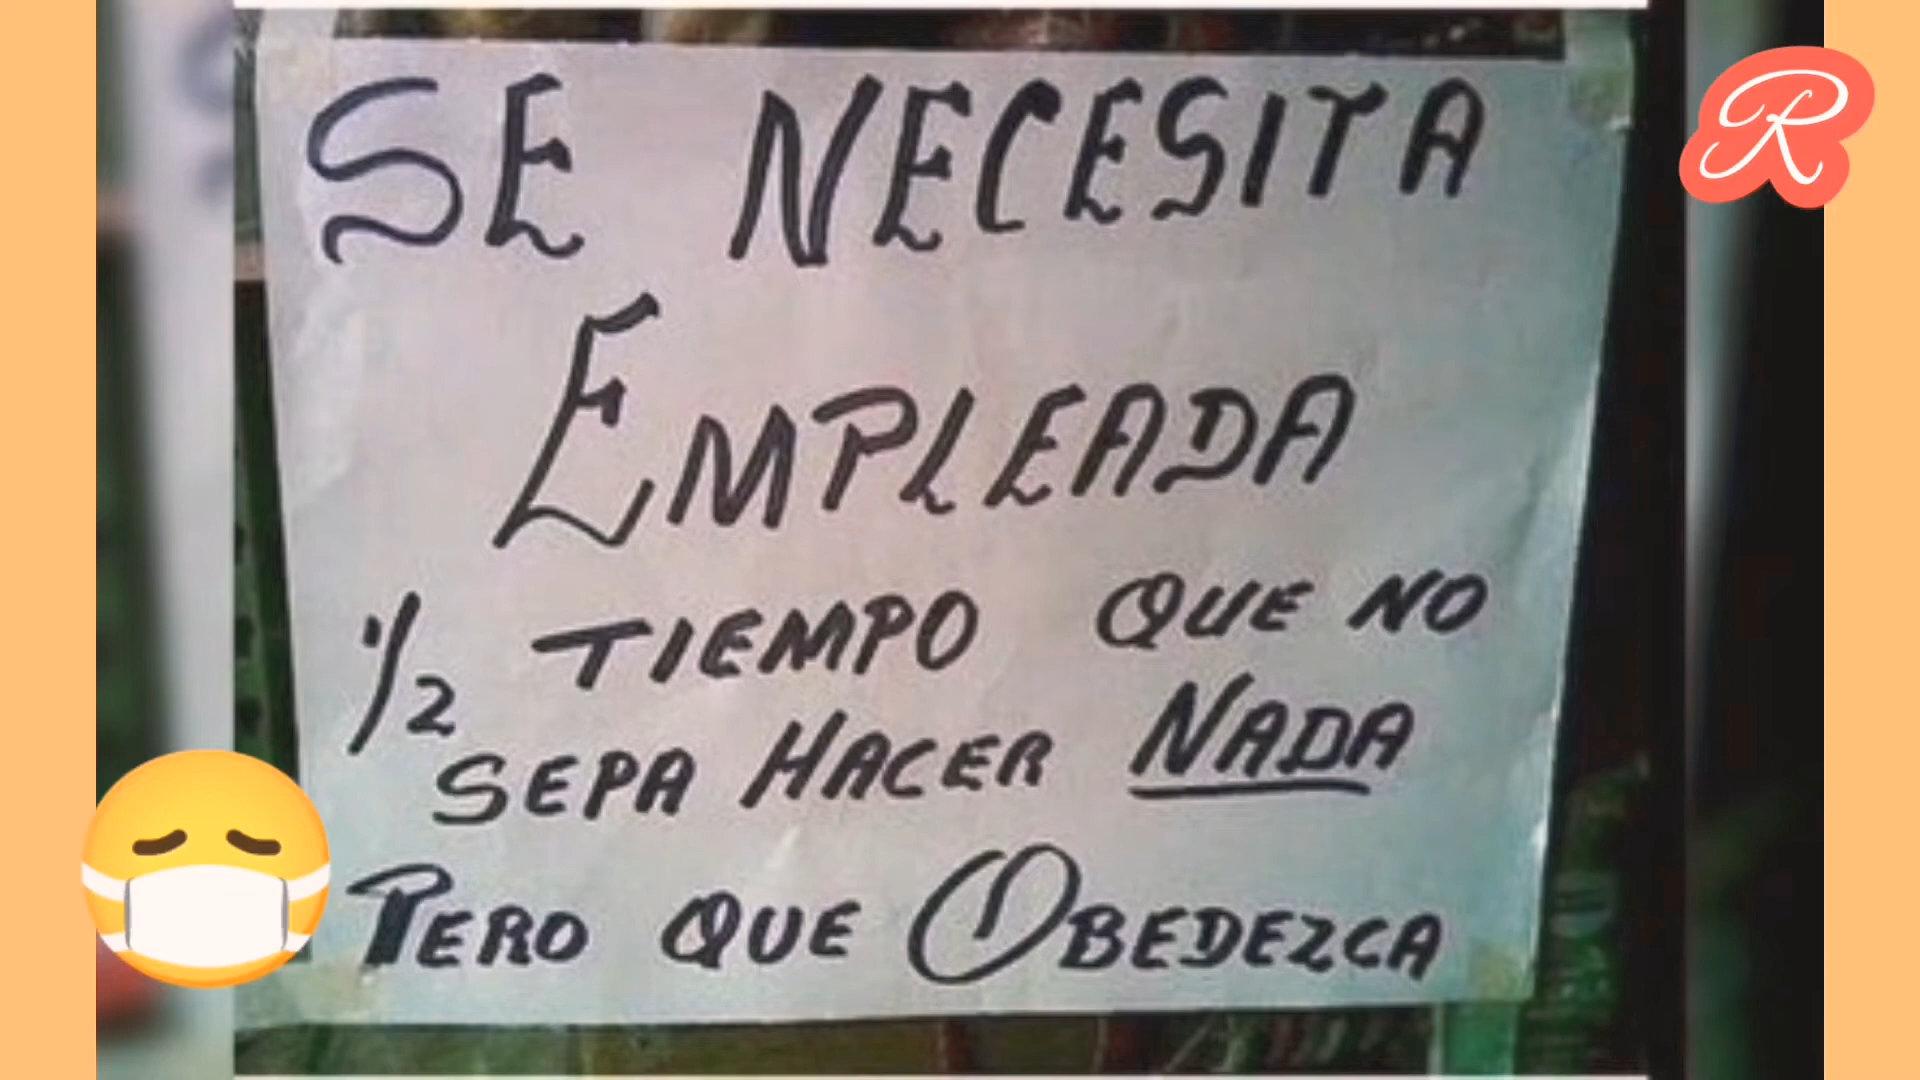 SE NECESITA
EMPLEADA
1/2 TIEMPO QUE NO
SEPA HACER NADA
PERO QUE OBEDEZCA
R